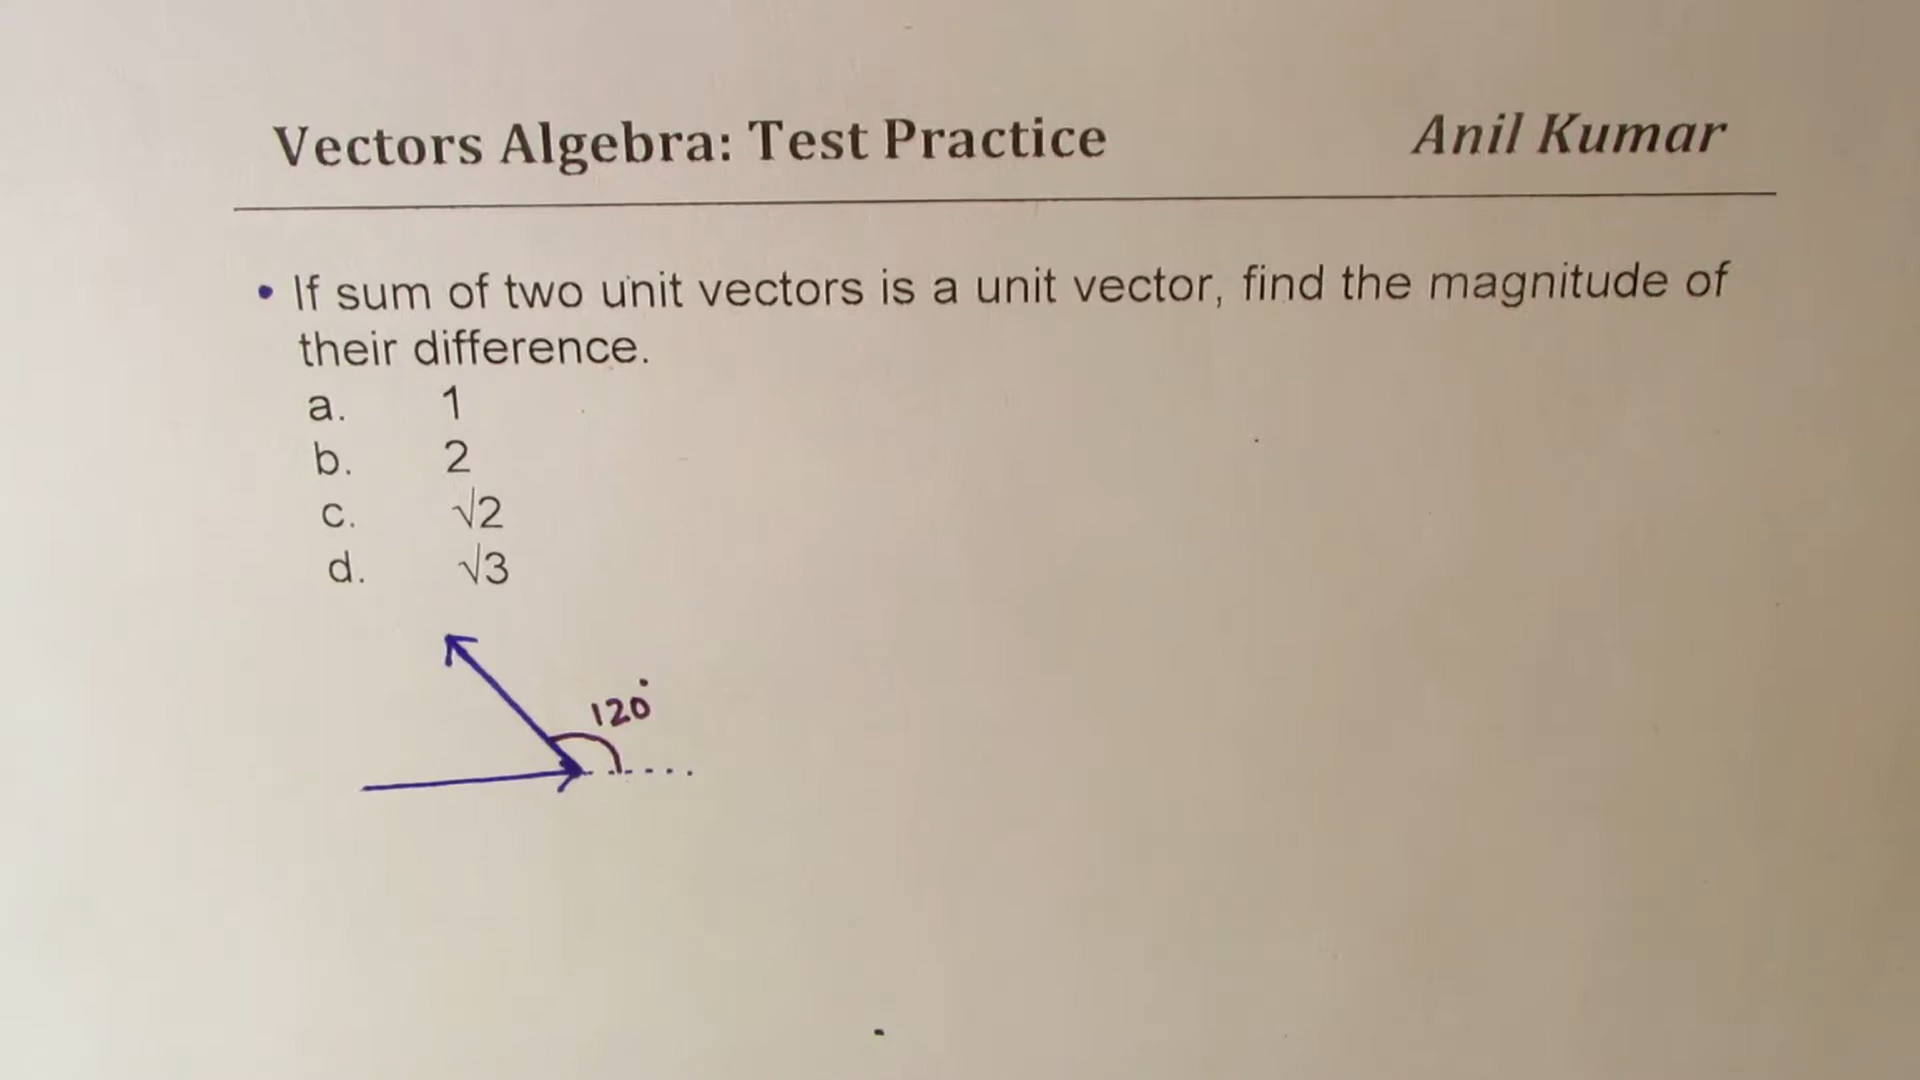 Vectors Algebra: Test Practice Anil Kumar
• If sum of two unit vectors is a unit vector, find the magnitude of
their difference.
a. 1
b. 2
c. √2
d. √3
120°